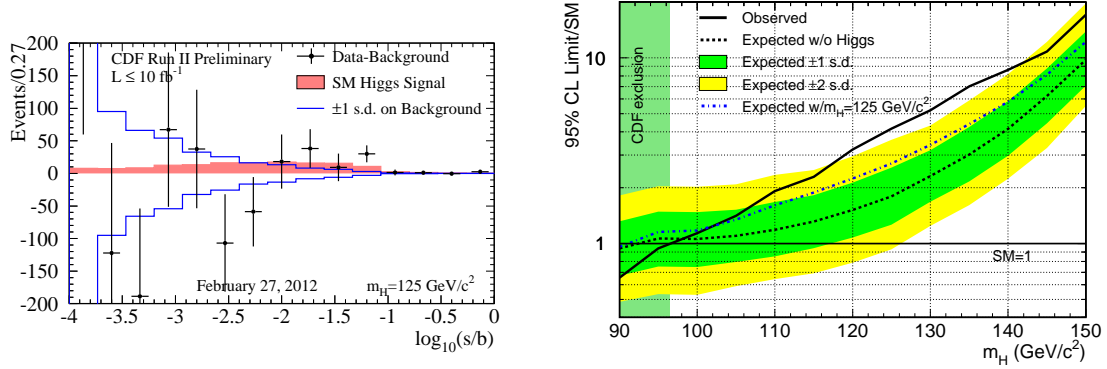 Events/0.27
200
150
100
50
0
-50
-100
-150
-200
CDF Run II Preliminary
L ≤ 10 fb⁻¹
Data-Background
SM Higgs Signal
±1 s.d. on Background
February 27, 2012
m_H=125 GeV/c²
-4 -3.5 -3 -2.5 -2 -1.5 -1 -0.5 0
log₁₀(s/b)
95% CL Limit/SM
10
1
CDF exclusion
Observed
Expected w/o Higgs
Expected ±1 s.d.
Expected ±2 s.d.
Expected w/m_H=125 GeV/c²
SM=1
90 100 110 120 130 140 150
m_H (GeV/c²)